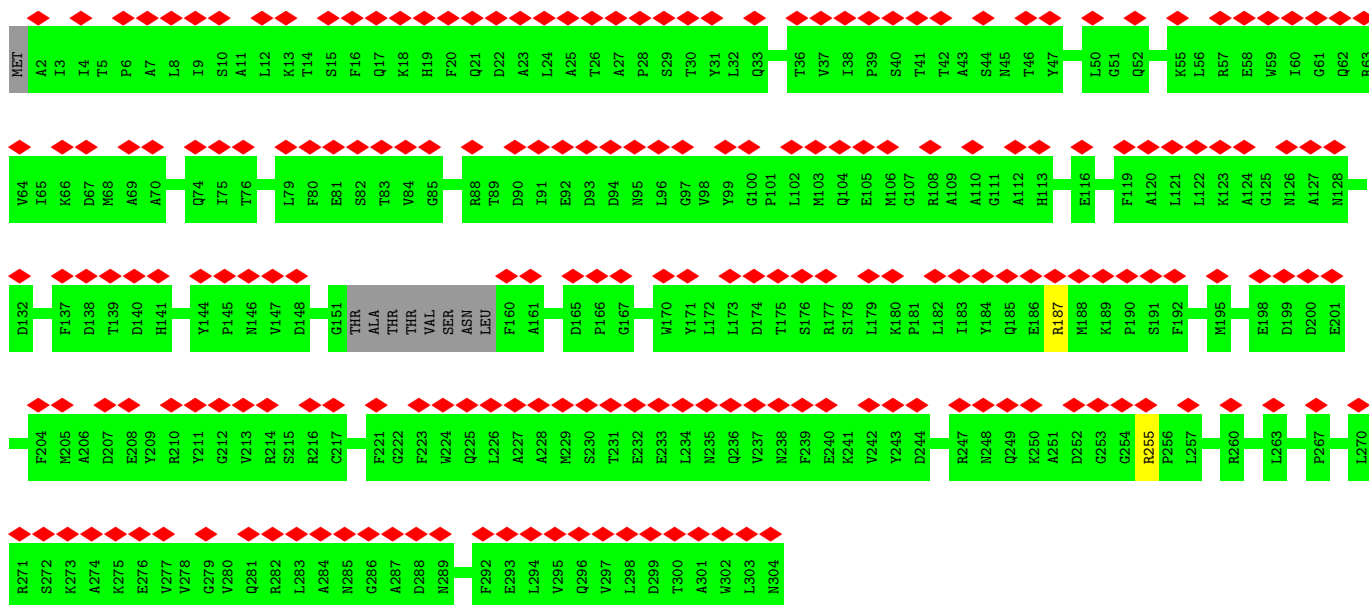 MET A2 I3 I4 T5 P6 A7 L8 I9 S10 A11 L12 K13 T14 S15 F16 Q17 K18 H19 F20 Q21 D22 A23 L24 A25 T26 A27 P28 S29 T30 Y31 L32 Q33 T36 V37 I38 P39 S40 T41 T42 A43 S44 N45 T46 Y47 L50 G51 Q52 K55 L56 R57 E58 W59 I60 G61 Q62 R63
V64 I65 K66 D67 M68 A69 A70 Q74 I75 T76 L79 F80 E81 S82 T83 V84 G85 R88 T89 D90 I91 E92 D93 D94 N95 L96 G97 V98 Y99 G100 P101 L102 M103 Q104 E105 M106 G107 R108 A109 A110 G111 A112 H113 E116 F119 A120 L121 L122 K123 A124 G125 N126 A127 N128
D132 F137 D138 T139 D140 H141 Y144 P145 N146 V147 D148 G151 THR ALA THR THR VAL SER ASN LEU F160 A161 D165 P166 G167 W170 Y171 L172 L173 D174 T175 S176 R177 S178 L179 K180 P181 L182 I183 Y184 Q185 E186 R187 M188 K189 P190 S191 F192 M195 E198 D199 D200 E201
F204 M205 A206 D207 E208 Y209 R210 Y211 G212 V213 R214 S215 R216 C217 F221 G222 F223 W224 Q225 L226 A227 A228 M229 S230 T231 E232 E233 L234 N235 Q236 V237 N238 F239 E240 K241 V242 Y243 D244 R247 N248 Q249 K250 A251 D252 G253 G254 R255 P256 L257 R260 L263 P267 L270
R271 S272 K273 A274 K275 E276 V277 V278 G279 V280 Q281 R282 L283 A284 N285 G286 A287 D288 N289 F292 E293 L294 V295 Q296 V297 L298 D299 T300 A301 W302 L303 N304